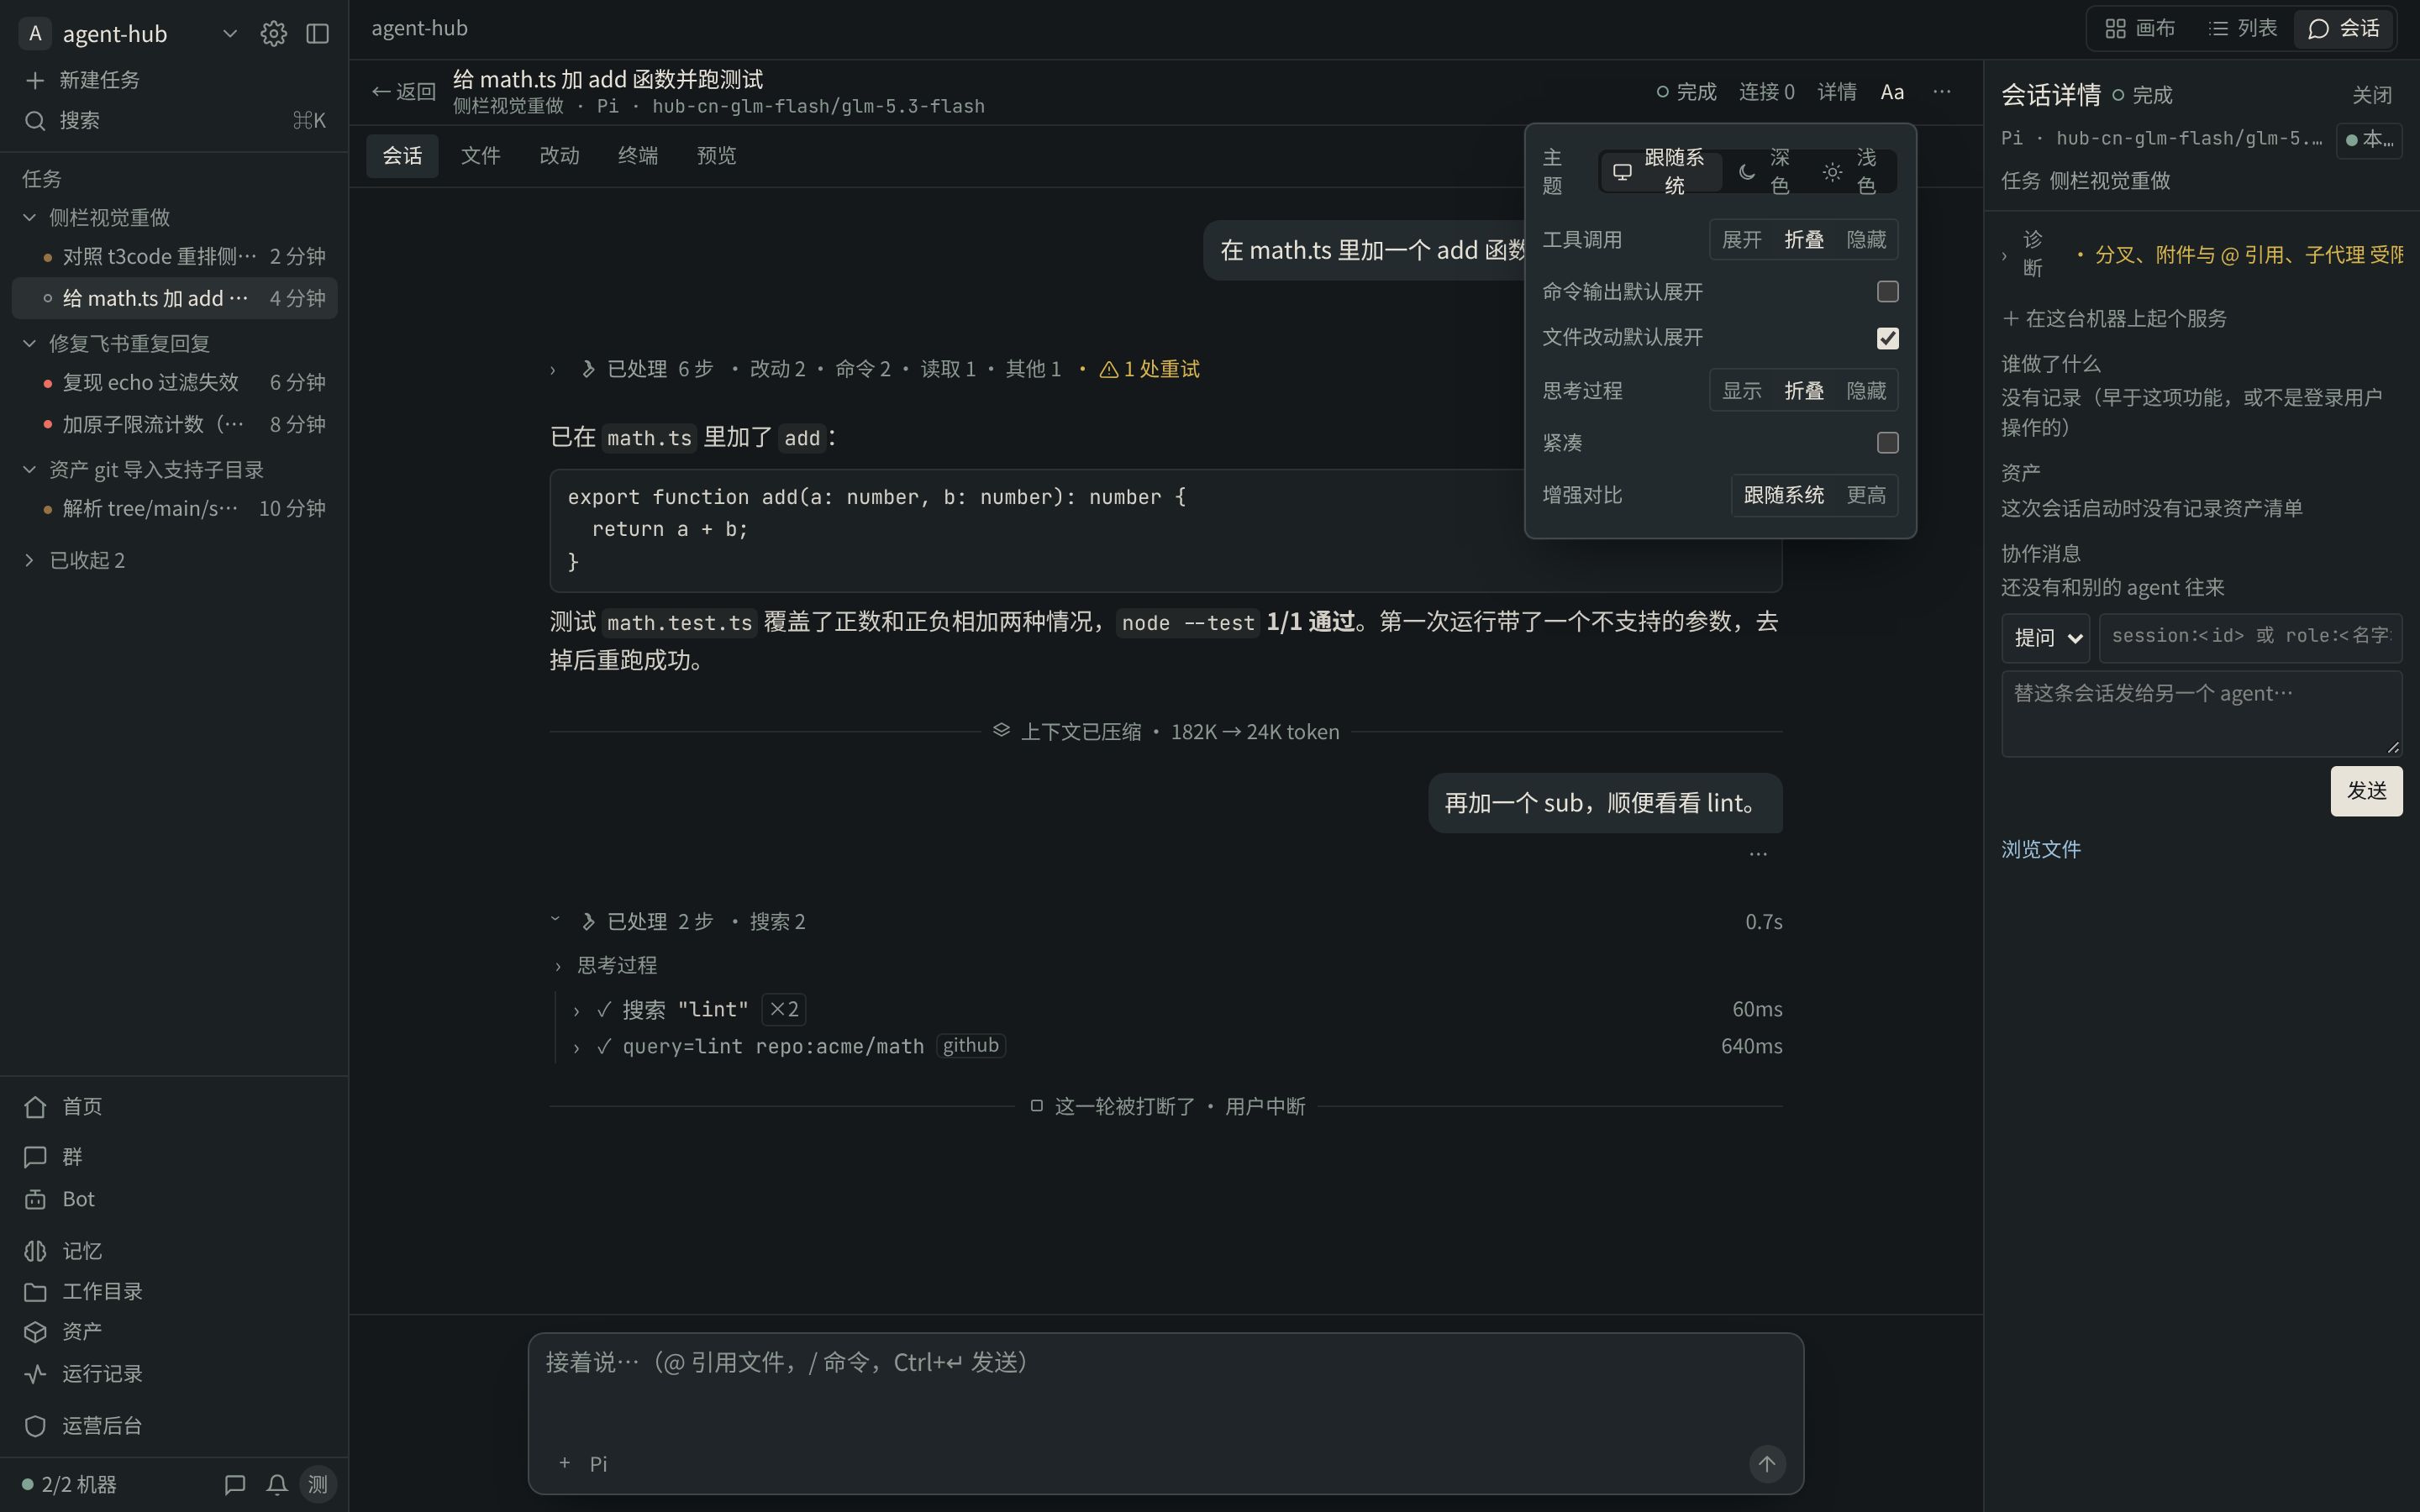 A agent-hub
新建任务
搜索 ⌘K
任务
侧栏视觉重做
对照 t3code 重排侧… 2 分钟
给 math.ts 加 add … 4 分钟
修复飞书重复回复
复现 echo 过滤失效 6 分钟
加原子限流计数（… 8 分钟
资产 git 导入支持子目录
解析 tree/main/s… 10 分钟
已收起 2
首页
群
Bot
记忆
工作目录
资产
运行记录
运营后台
2/2 机器 测
agent-hub
画布 列表 会话
← 返回
给 math.ts 加 add 函数并跑测试
侧栏视觉重做 · Pi · hub-cn-glm-flash/glm-5.3-flash
完成 连接 0 详情 Aa …
会话 文件 改动 终端 预览
在 math.ts 里加一个 add 函数
› 已处理 6 步 · 改动 2 · 命令 2 · 读取 1 · 其他 1 · 1 处重试
已在 math.ts 里加了 add：
export function add(a: number, b: number): number {
  return a + b;
}
测试 math.test.ts 覆盖了正数和正负相加两种情况，node --test 1/1 通过。第一次运行带了一个不支持的参数，去
掉后重跑成功。
上下文已压缩 · 182K → 24K token
再加一个 sub，顺便看看 lint。
…
已处理 2 步 · 搜索 2 0.7s
› 思考过程
› ✓ 搜索 "lint" ×2 60ms
› ✓ query=lint repo:acme/math github 640ms
这一轮被打断了 · 用户中断
接着说…（@ 引用文件，/ 命令，Ctrl+↵ 发送）
+ Pi
主题 跟随系统 深色 浅色
工具调用 展开 折叠 隐藏
命令输出默认展开
文件改动默认展开
思考过程 显示 折叠 隐藏
紧凑
增强对比 跟随系统 更高
会话详情 完成 关闭
Pi · hub-cn-glm-flash/glm-5.… 本…
任务 侧栏视觉重做
› 诊断 · 分叉、附件与 @ 引用、子代理 受限
+ 在这台机器上起个服务
谁做了什么
没有记录（早于这项功能，或不是登录用户
操作的）
资产
这次会话启动时没有记录资产清单
协作消息
还没有和别的 agent 往来
提问 session:<id> 或 role:<名字
替这条会话发给另一个 agent…
发送
浏览文件